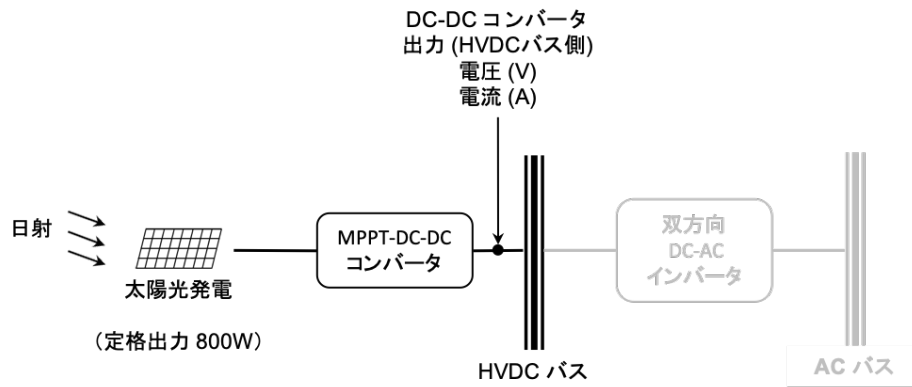 DC-DC コンバータ
出力 (HVDCバス側)
電圧 (V)
電流 (A)
日射
太陽光発電
（定格出力 800W）
MPPT-DC-DC
コンバータ
HVDC バス
双方向
DC-AC
インバータ
AC バス